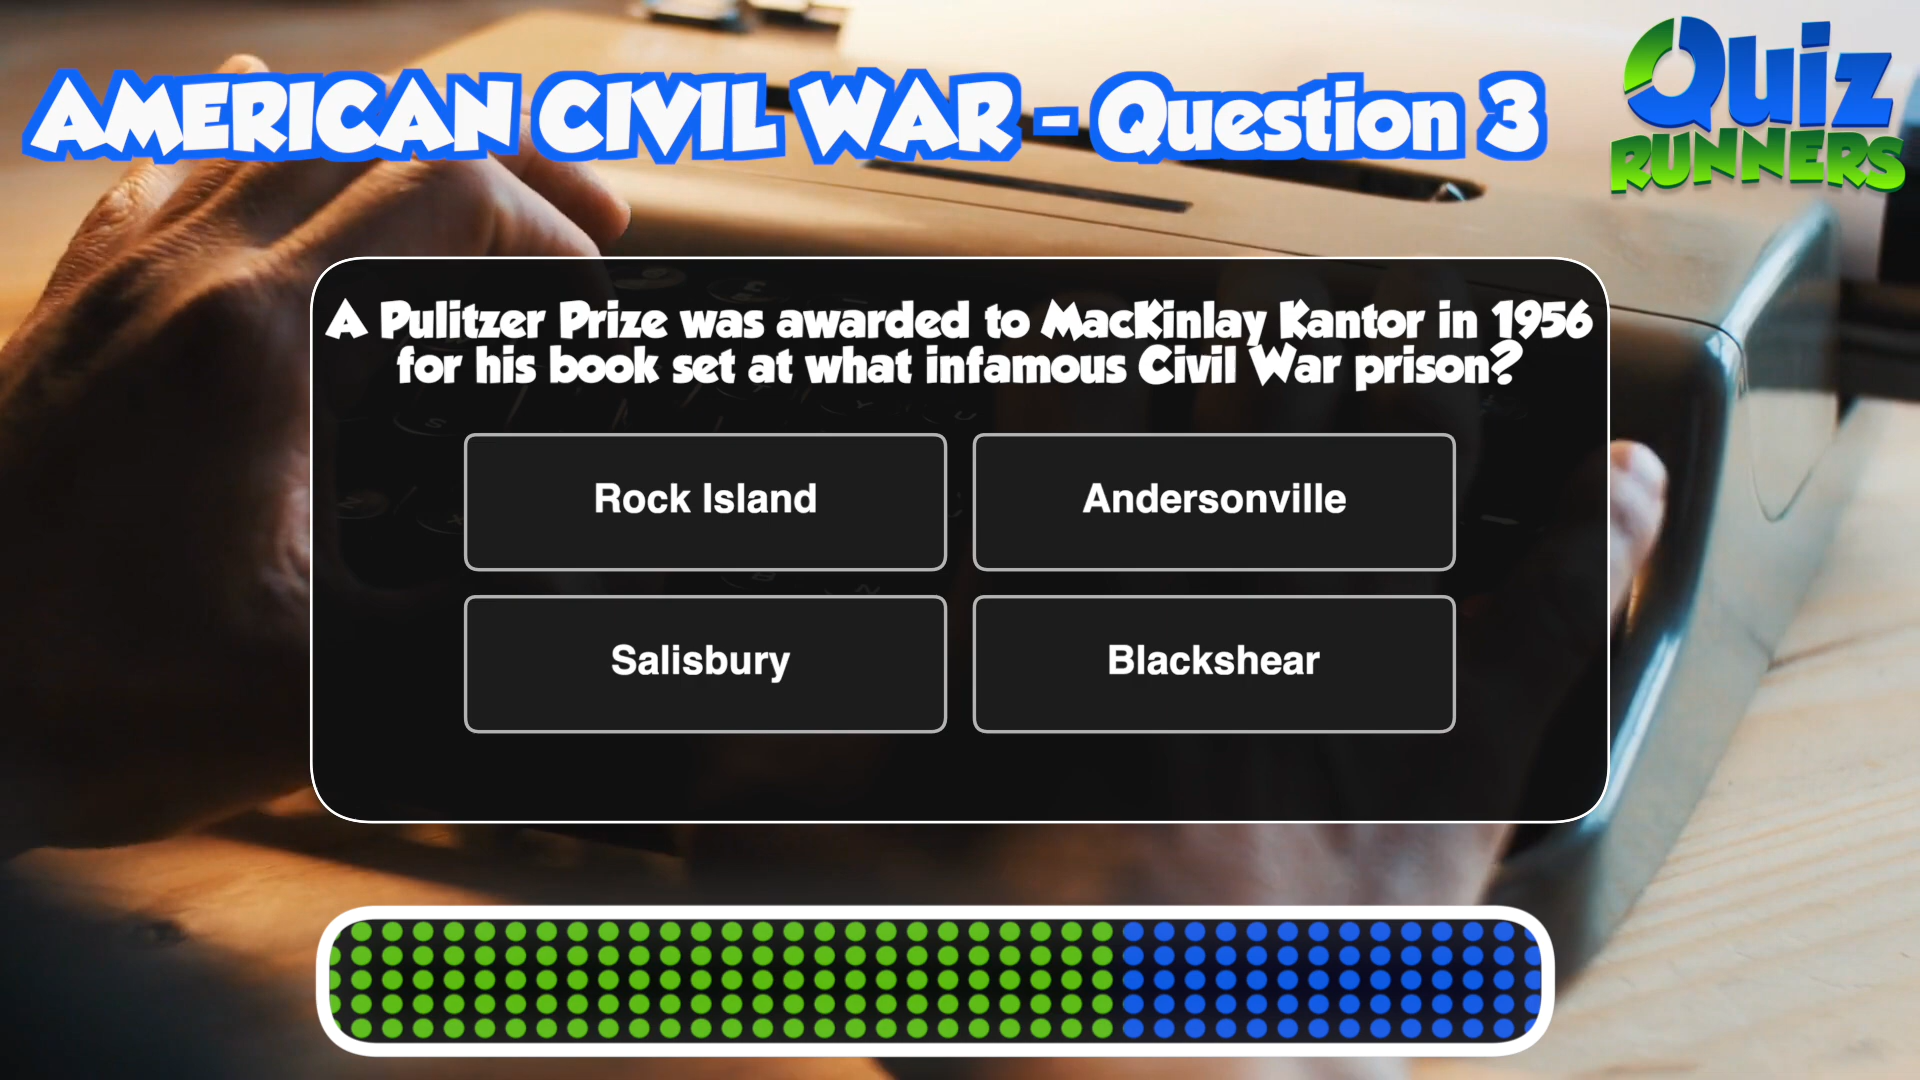 AMERICAN CIVIL WAR - Question 3
Quiz
RUNNERS
A Pulitzer Prize was awarded to MacKinlay Kantor in 1956
for his book set at what infamous Civil War prison?
Rock Island
Andersonville
Salisbury
Blackshear